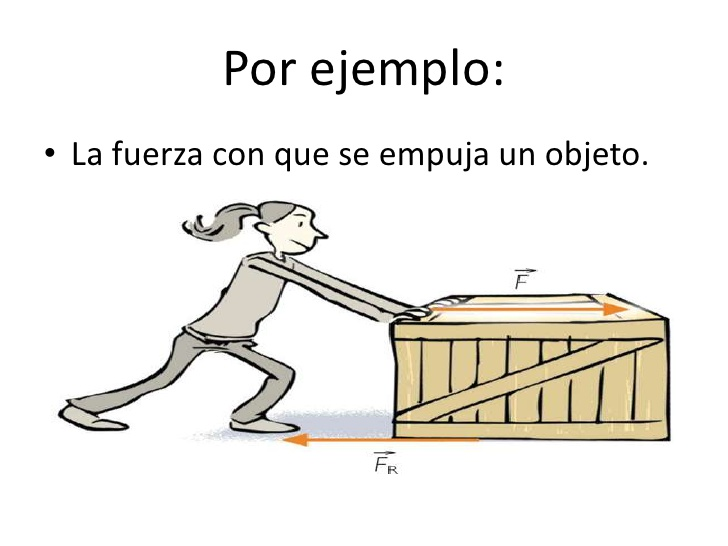 Por ejemplo:
• La fuerza con que se empuja un objeto.
F
FR